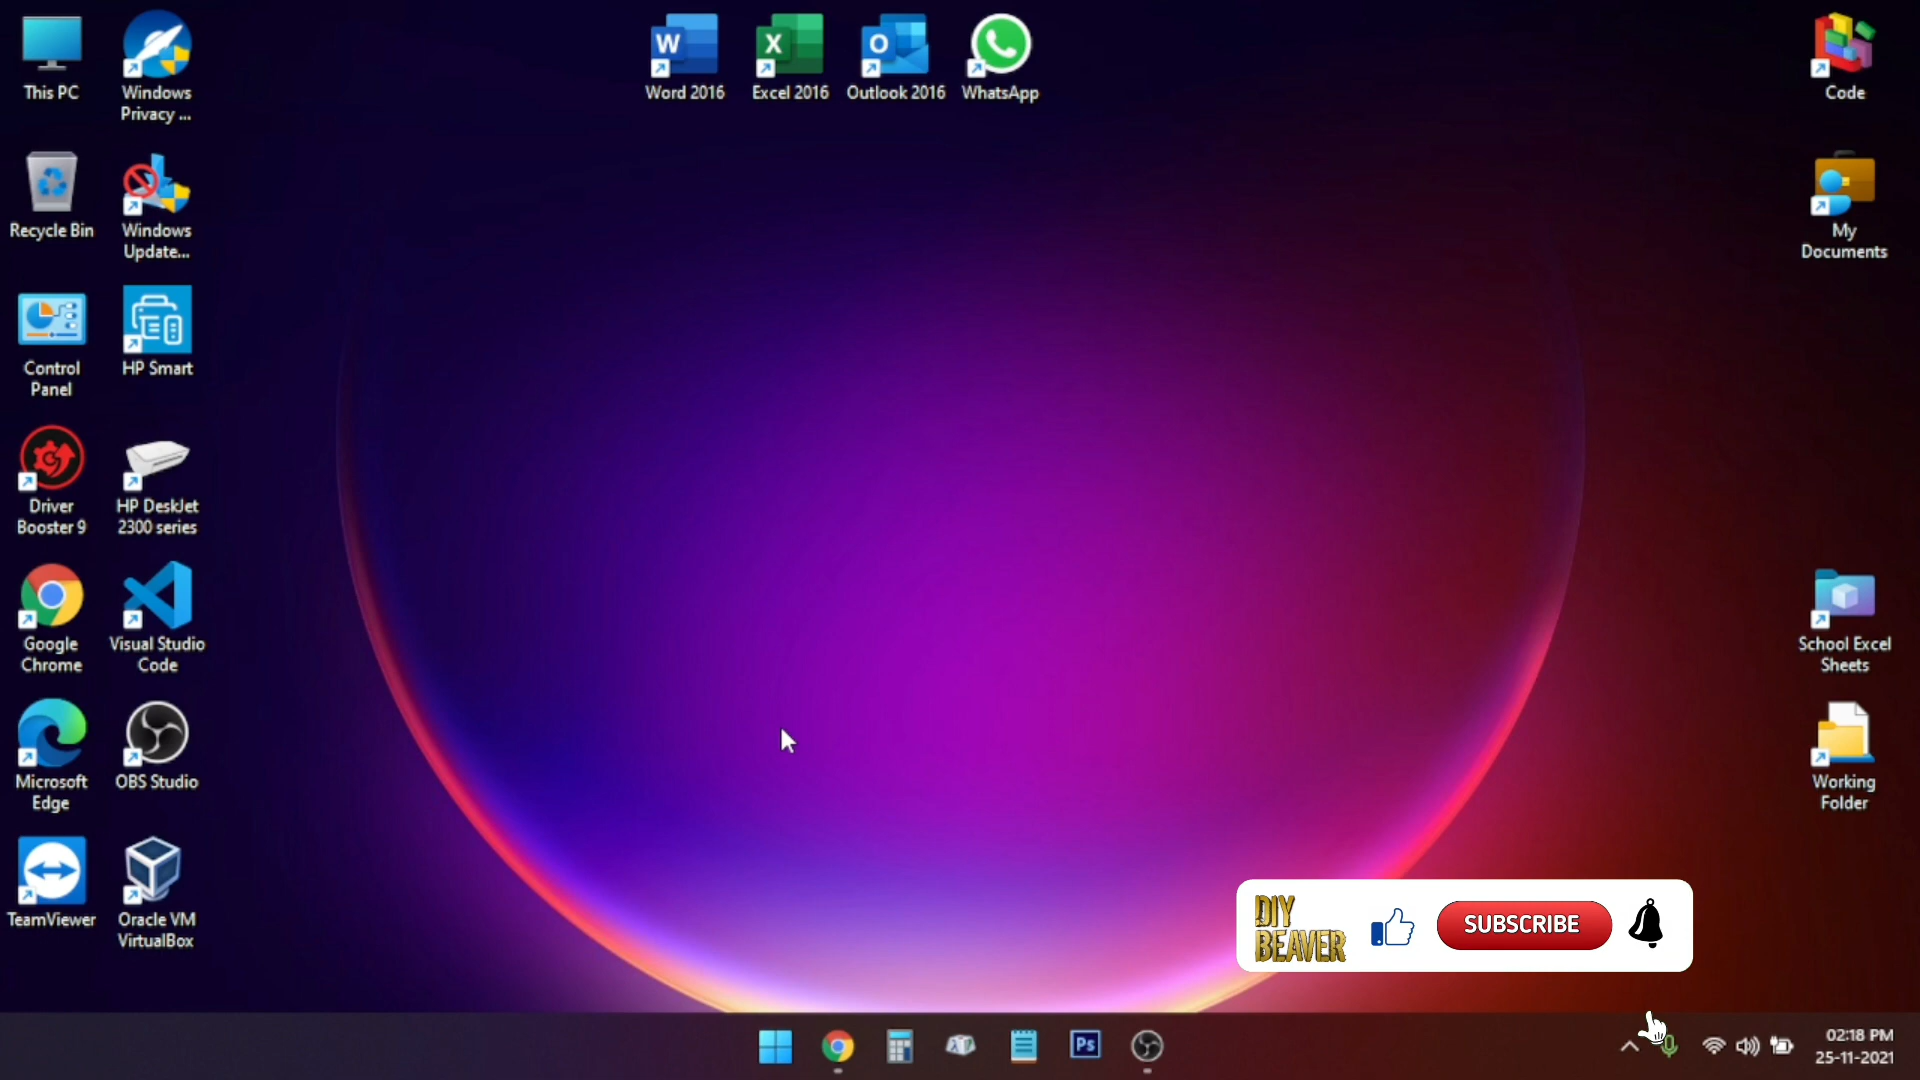 This PC
Windows
Privacy ...
W
Word 2016
X
Excel 2016
O
Outlook 2016
WhatsApp
Code
Recycle Bin
Windows
Update...
My
Documents
Control
Panel
HP Smart
Driver
Booster 9
HP DeskJet
2300 series
Google
Chrome
Visual Studio
Code
School Excel
Sheets
Microsoft
Edge
OBS Studio
Working
Folder
TeamViewer
Oracle VM
VirtualBox
DIY
BEAVER
SUBSCRIBE
Ps
02:18 PM
25-11-2021